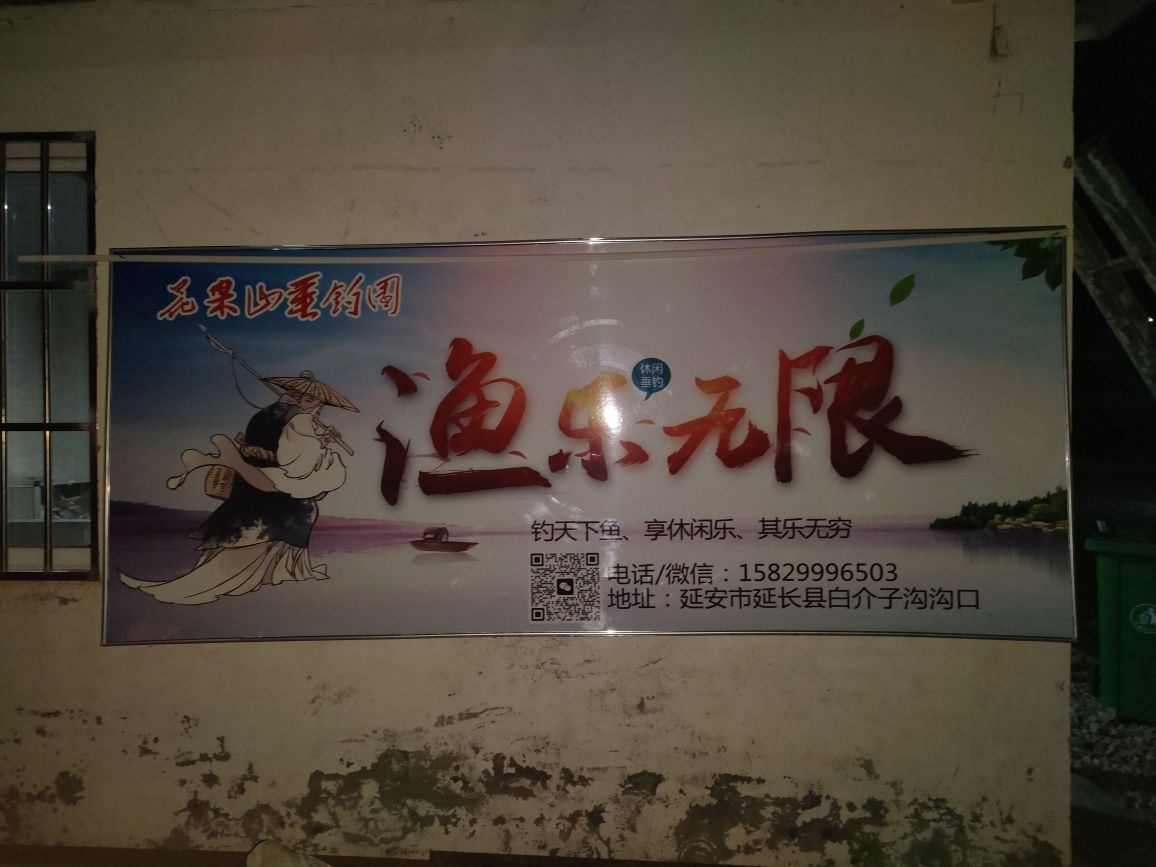 花果山垂钓园
渔乐无限
休闲
垂钓
钓天下鱼、享休闲乐、其乐无穷
电话/微信：15829996503
地址：延安市延长县白介子沟沟口